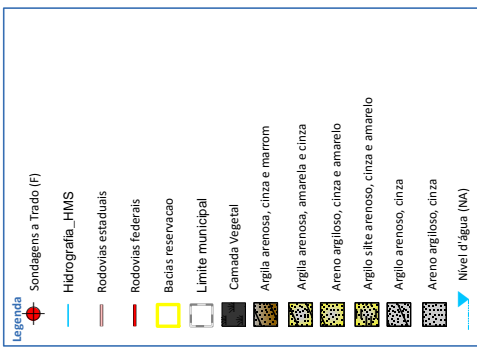 Legenda
Sondagens a Trado (F)
Hidrografia_HMS
Rodovias estaduais
Rodovias federais
Bacias reservacao
Limite municipal
Camada Vegetal
Argila arenosa, cinza e marrom
Argila arenosa, amarela e cinza
Areno argiloso, cinza e amarelo
Argilo silte arenoso, cinza e amarelo
Argilo arenoso, cinza
Areno argiloso, cinza
Nível d'água (NA)